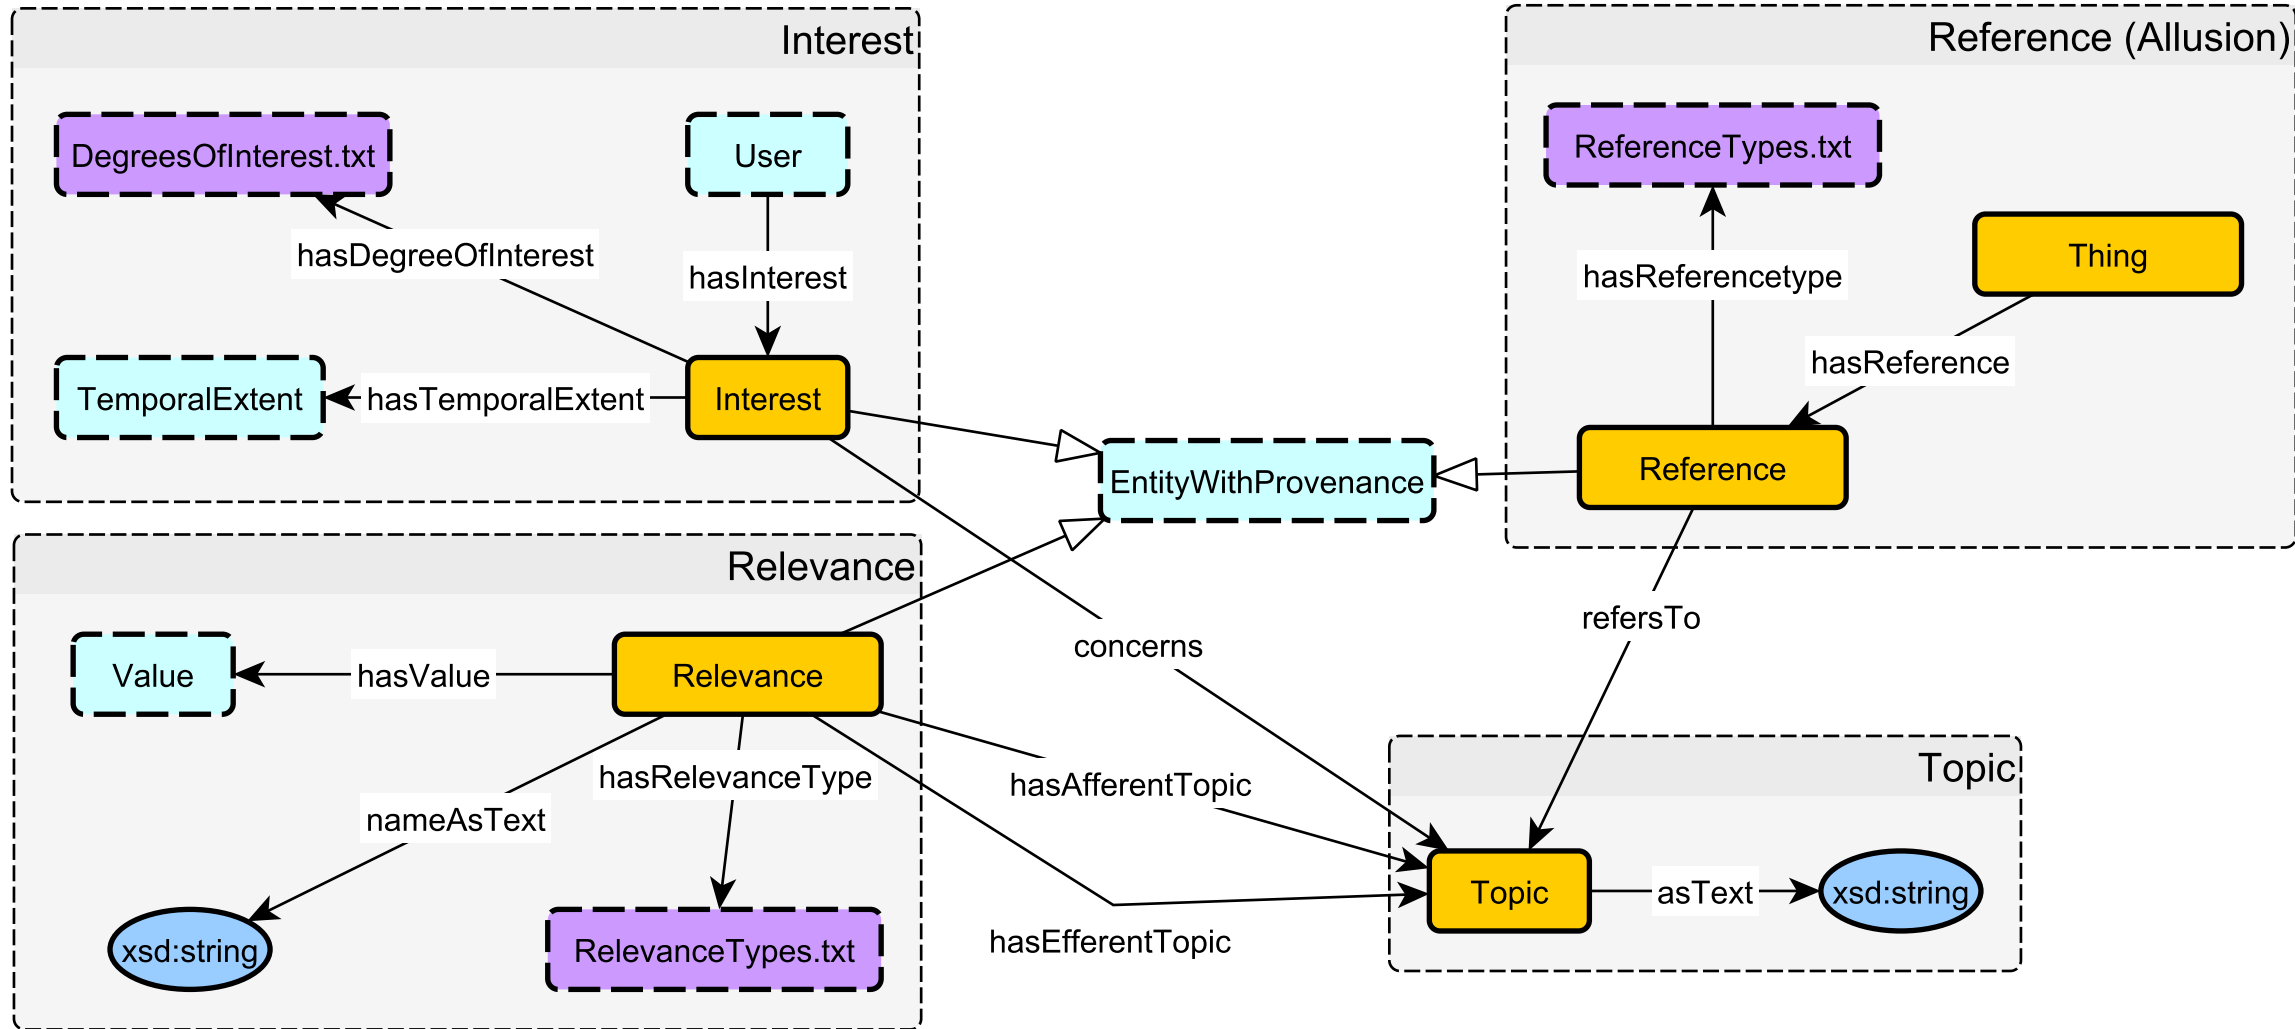 Interest
DegreesOfInterest.txt
User
hasDegreeOfInterest
hasInterest
TemporalExtent
hasTemporalExtent
Interest
Reference (Allusion)
ReferenceTypes.txt
Thing
hasReferencetype
hasReference
Reference
EntityWithProvenance
Relevance
Value
hasValue
Relevance
hasRelevanceType
nameAsText
xsd:string
RelevanceTypes.txt
concerns
refersTo
hasAfferentTopic
hasEfferentTopic
Topic
Topic
asText
xsd:string